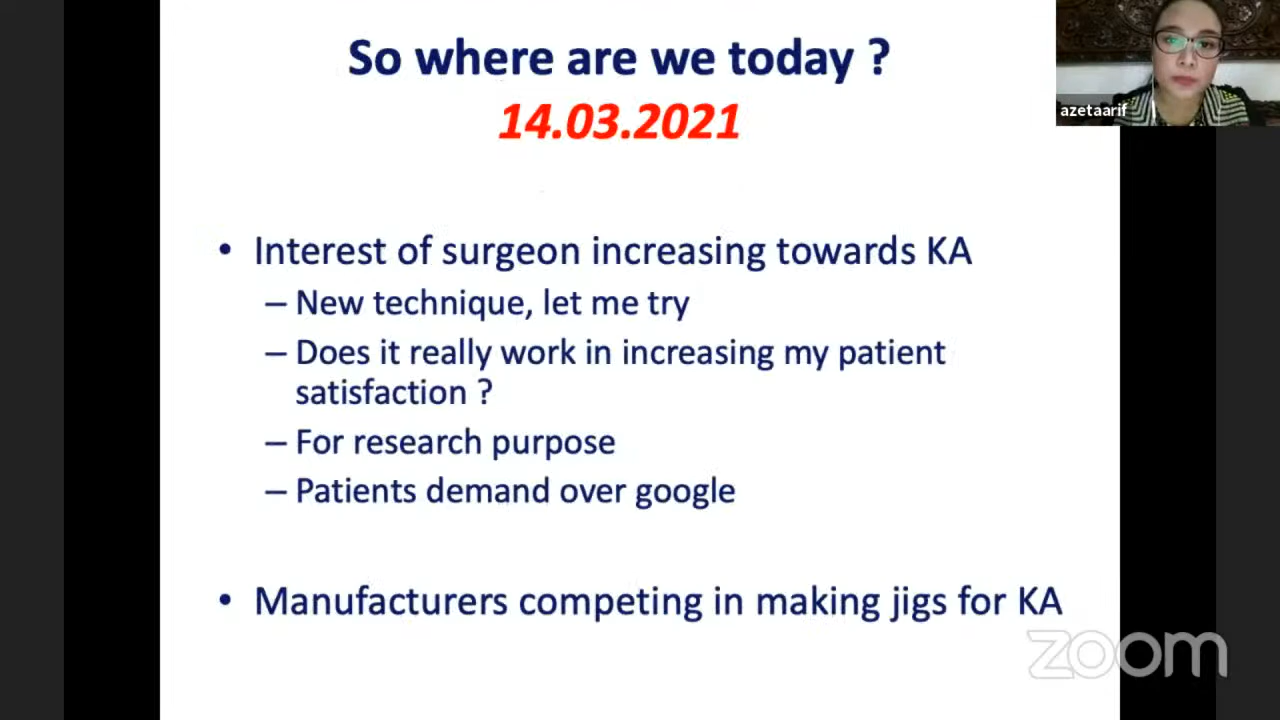 So where are we today ?
14.03.2021
azetaarif
• Interest of surgeon increasing towards KA
– New technique, let me try
– Does it really work in increasing my patient
satisfaction ?
– For research purpose
– Patients demand over google
• Manufacturers competing in making jigs for KA
zoom